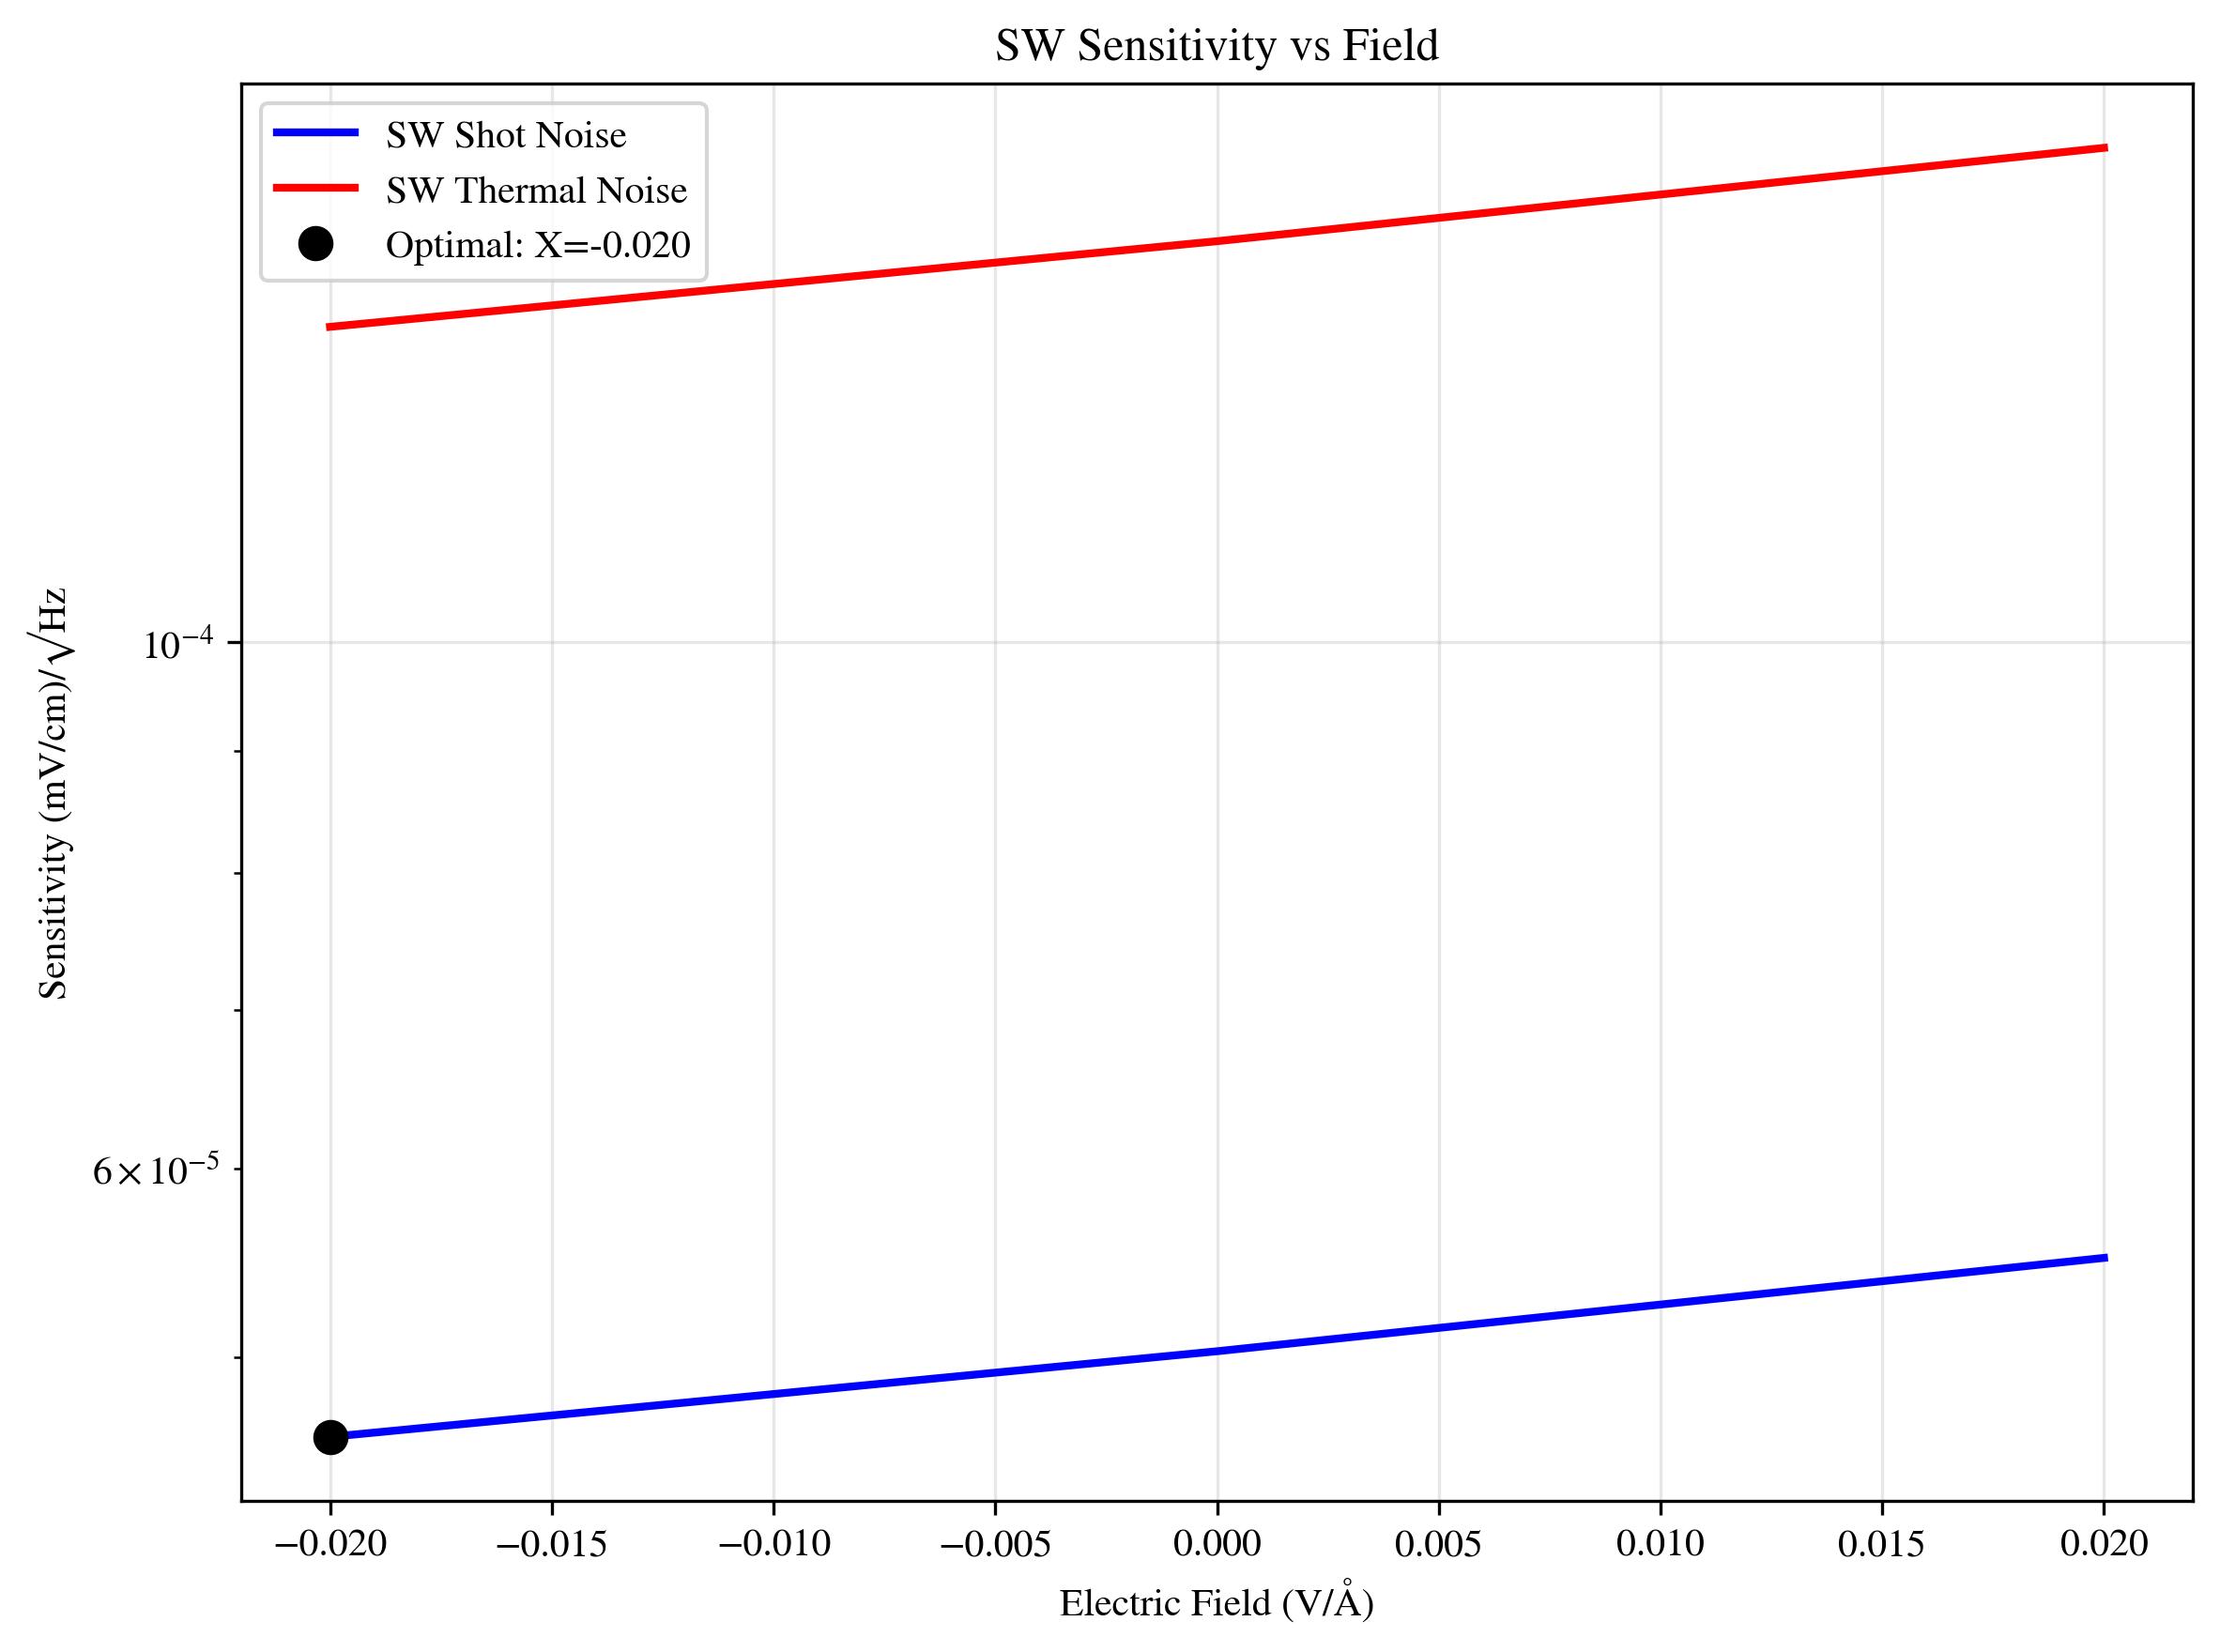 SW Sensitivity vs Field
SW Shot Noise
SW Thermal Noise
Optimal: X=-0.020
Sensitivity (mV/cm)/√Hz
10⁻⁴
6×10⁻⁵
−0.020
−0.015
−0.010
−0.005
0.000
0.005
0.010
0.015
0.020
Electric Field (V/Å)